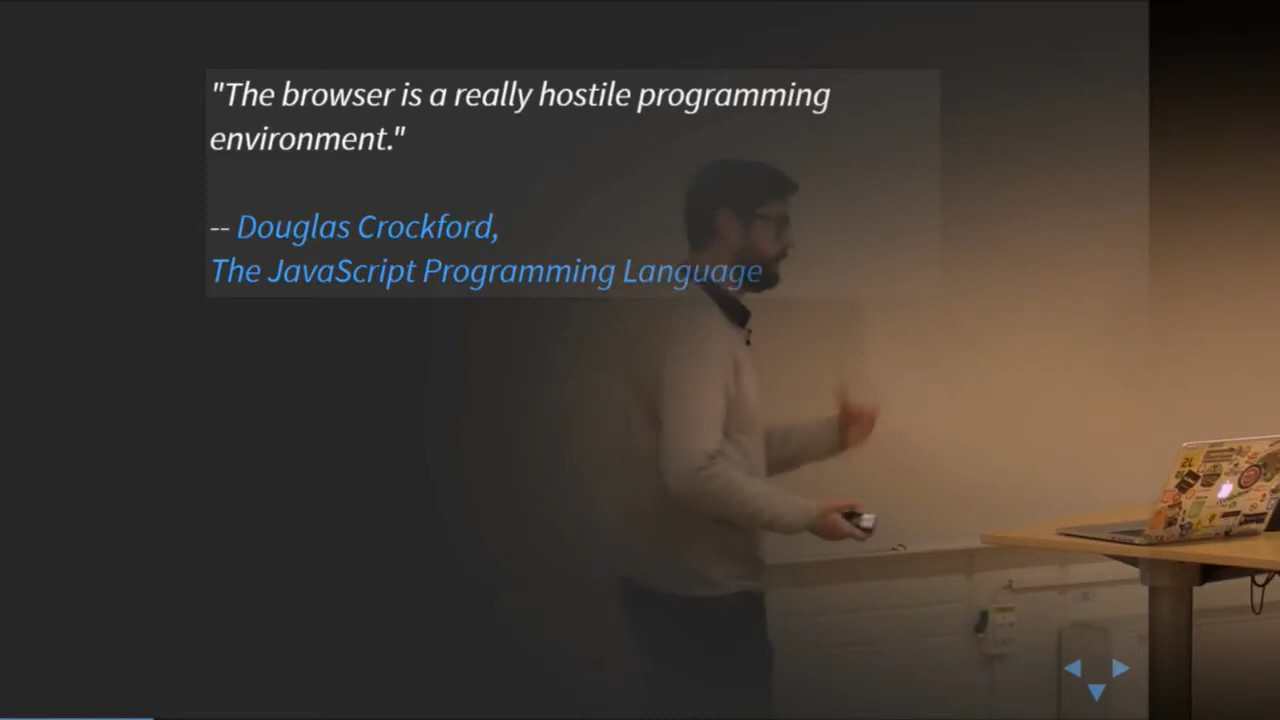 "The browser is a really hostile programming
environment."
-- Douglas Crockford,
The JavaScript Programming Language